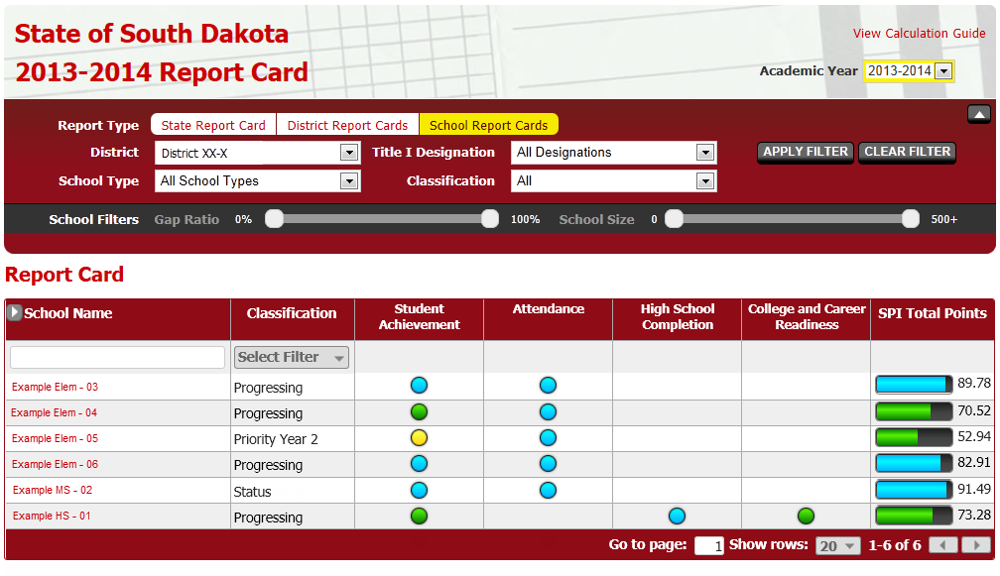 State of South Dakota
2013-2014 Report Card
View Calculation Guide
Academic Year 2013-2014
Report Type State Report Card District Report Cards School Report Cards
District District XX-X Title I Designation All Designations APPLY FILTER CLEAR FILTER
School Type All School Types Classification All
School Filters Gap Ratio 0% 100% School Size 0 500+
Report Card
School Name Classification Student Achievement Attendance High School Completion College and Career Readiness SPI Total Points
Select Filter
Example Elem - 03 Progressing 89.78
Example Elem - 04 Progressing 70.52
Example Elem - 05 Priority Year 2 52.94
Example Elem - 06 Progressing 82.91
Example MS - 02 Status 91.49
Example HS - 01 Progressing 73.28
Go to page: 1 Show rows: 20 1-6 of 6